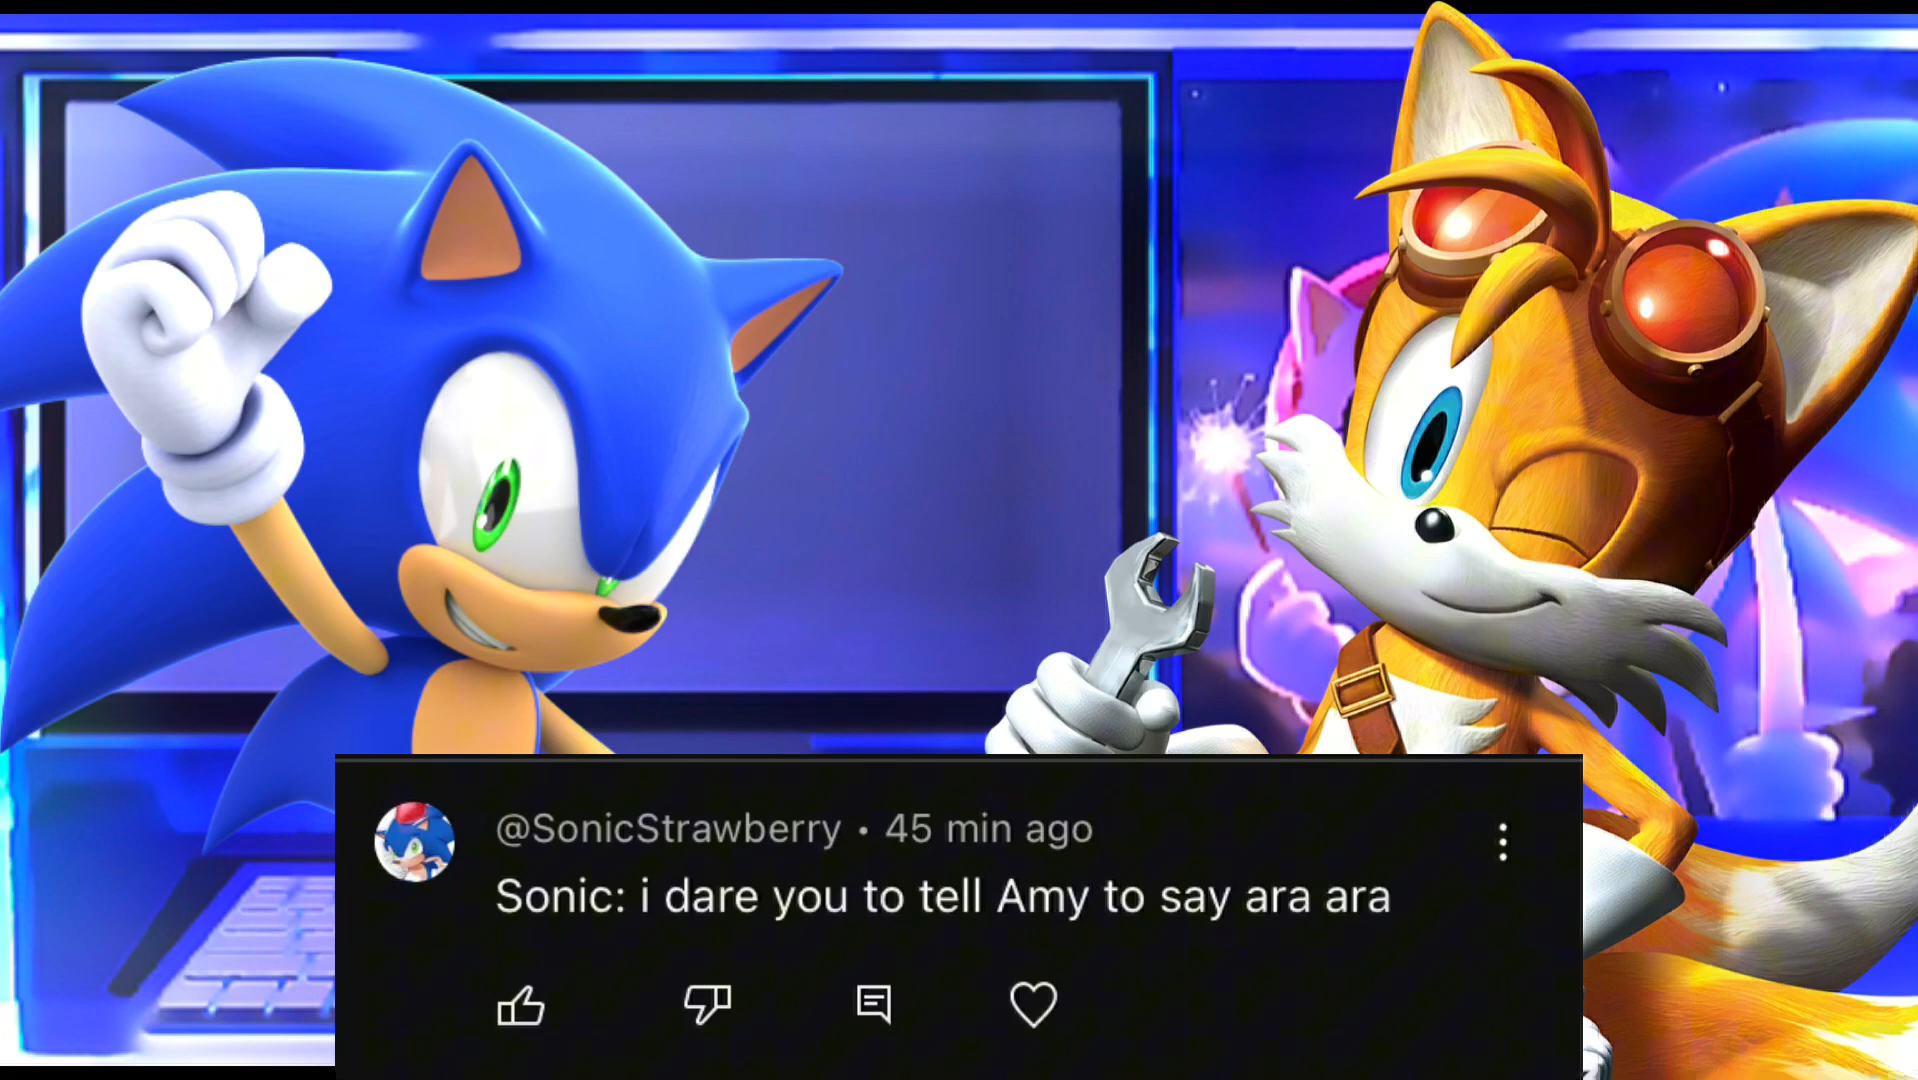 @SonicStrawberry • 45 min ago
Sonic: i dare you to tell Amy to say ara ara